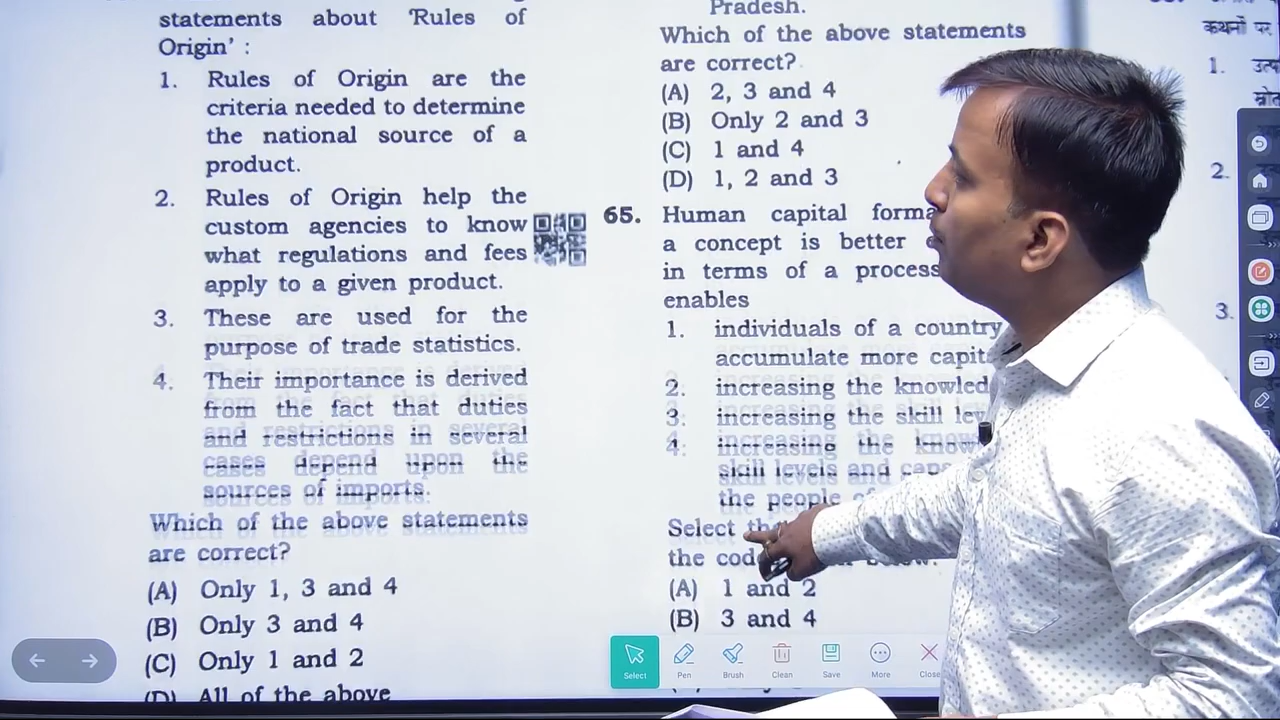 statements about 'Rules of
Origin' :
1. Rules of Origin are the
criteria needed to determine
the national source of a
product.
2. Rules of Origin help the
custom agencies to know
what regulations and fees
apply to a given product.
3. These are used for the
purpose of trade statistics.
4. Their importance is derived
from the fact that duties
and restrictions in several
cases depend upon the
sources of imports.
Which of the above statements
are correct?
(A) Only 1, 3 and 4
(B) Only 3 and 4
(C) Only 1 and 2
(D) All of the above
Pradesh.
Which of the above statements
are correct?
(A) 2, 3 and 4
(B) Only 2 and 3
(C) 1 and 4
(D) 1, 2 and 3
65. Human capital
a concept is better
in terms of a process
enables
1. individuals of a country
accumulate more
2. increasing the
3. increasing the skill
4. increasing the
skill levels and
the people
Select
the
(A) 1 and 2
(B) 3 and 4
Select
Pen
Brush
Clean
Save
More
Close
कथनों पर
1.
2.
3.